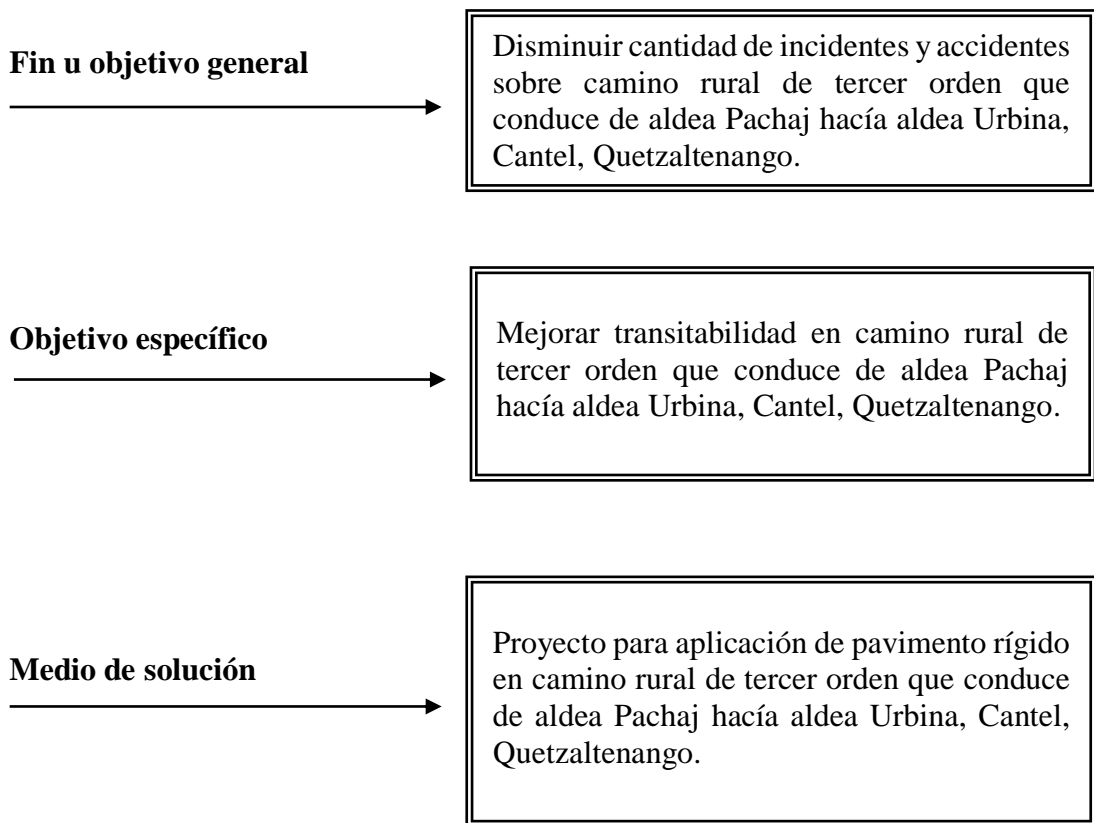 Fin u objetivo general
Disminuir cantidad de incidentes y accidentes
sobre camino rural de tercer orden que
conduce de aldea Pachaj hacía aldea Urbina,
Cantel, Quetzaltenango.
Objetivo específico
Mejorar transitabilidad en camino rural de
tercer orden que conduce de aldea Pachaj
hacía aldea Urbina, Cantel, Quetzaltenango.
Medio de solución
Proyecto para aplicación de pavimento rígido
en camino rural de tercer orden que conduce
de aldea Pachaj hacía aldea Urbina, Cantel,
Quetzaltenango.